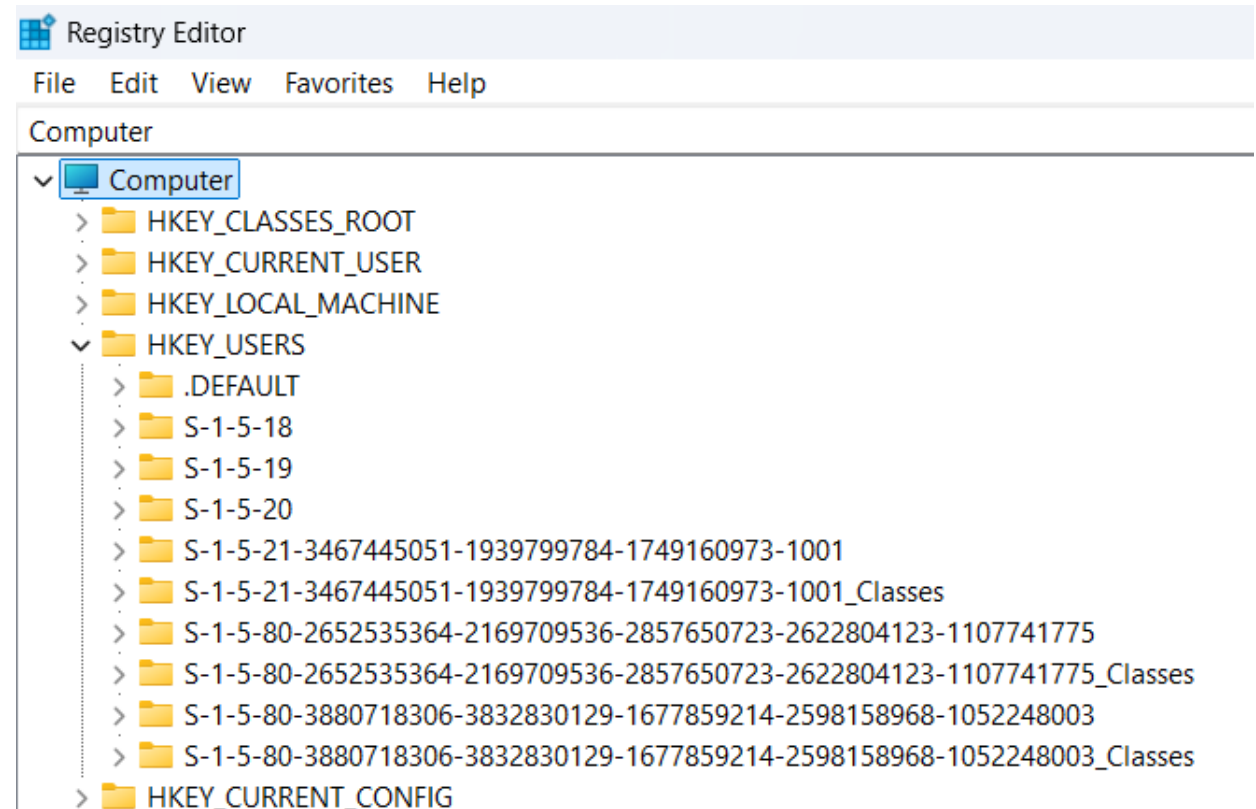 Registry Editor
File Edit View Favorites Help
Computer
Computer
HKEY_CLASSES_ROOT
HKEY_CURRENT_USER
HKEY_LOCAL_MACHINE
HKEY_USERS
.DEFAULT
S-1-5-18
S-1-5-19
S-1-5-20
S-1-5-21-3467445051-1939799784-1749160973-1001
S-1-5-21-3467445051-1939799784-1749160973-1001_Classes
S-1-5-80-2652535364-2169709536-2857650723-2622804123-1107741775
S-1-5-80-2652535364-2169709536-2857650723-2622804123-1107741775_Classes
S-1-5-80-3880718306-3832830129-1677859214-2598158968-1052248003
S-1-5-80-3880718306-3832830129-1677859214-2598158968-1052248003_Classes
HKEY_CURRENT_CONFIG